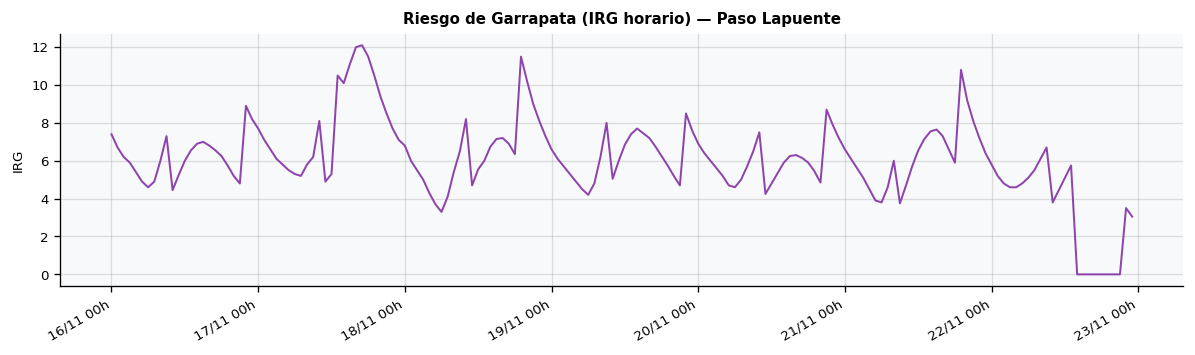 Riesgo de Garrapata (IRG horario) — Paso Lapuente
12
10
8
6
4
2
0
IRG
16/11 00h
17/11 00h
18/11 00h
19/11 00h
20/11 00h
21/11 00h
22/11 00h
23/11 00h